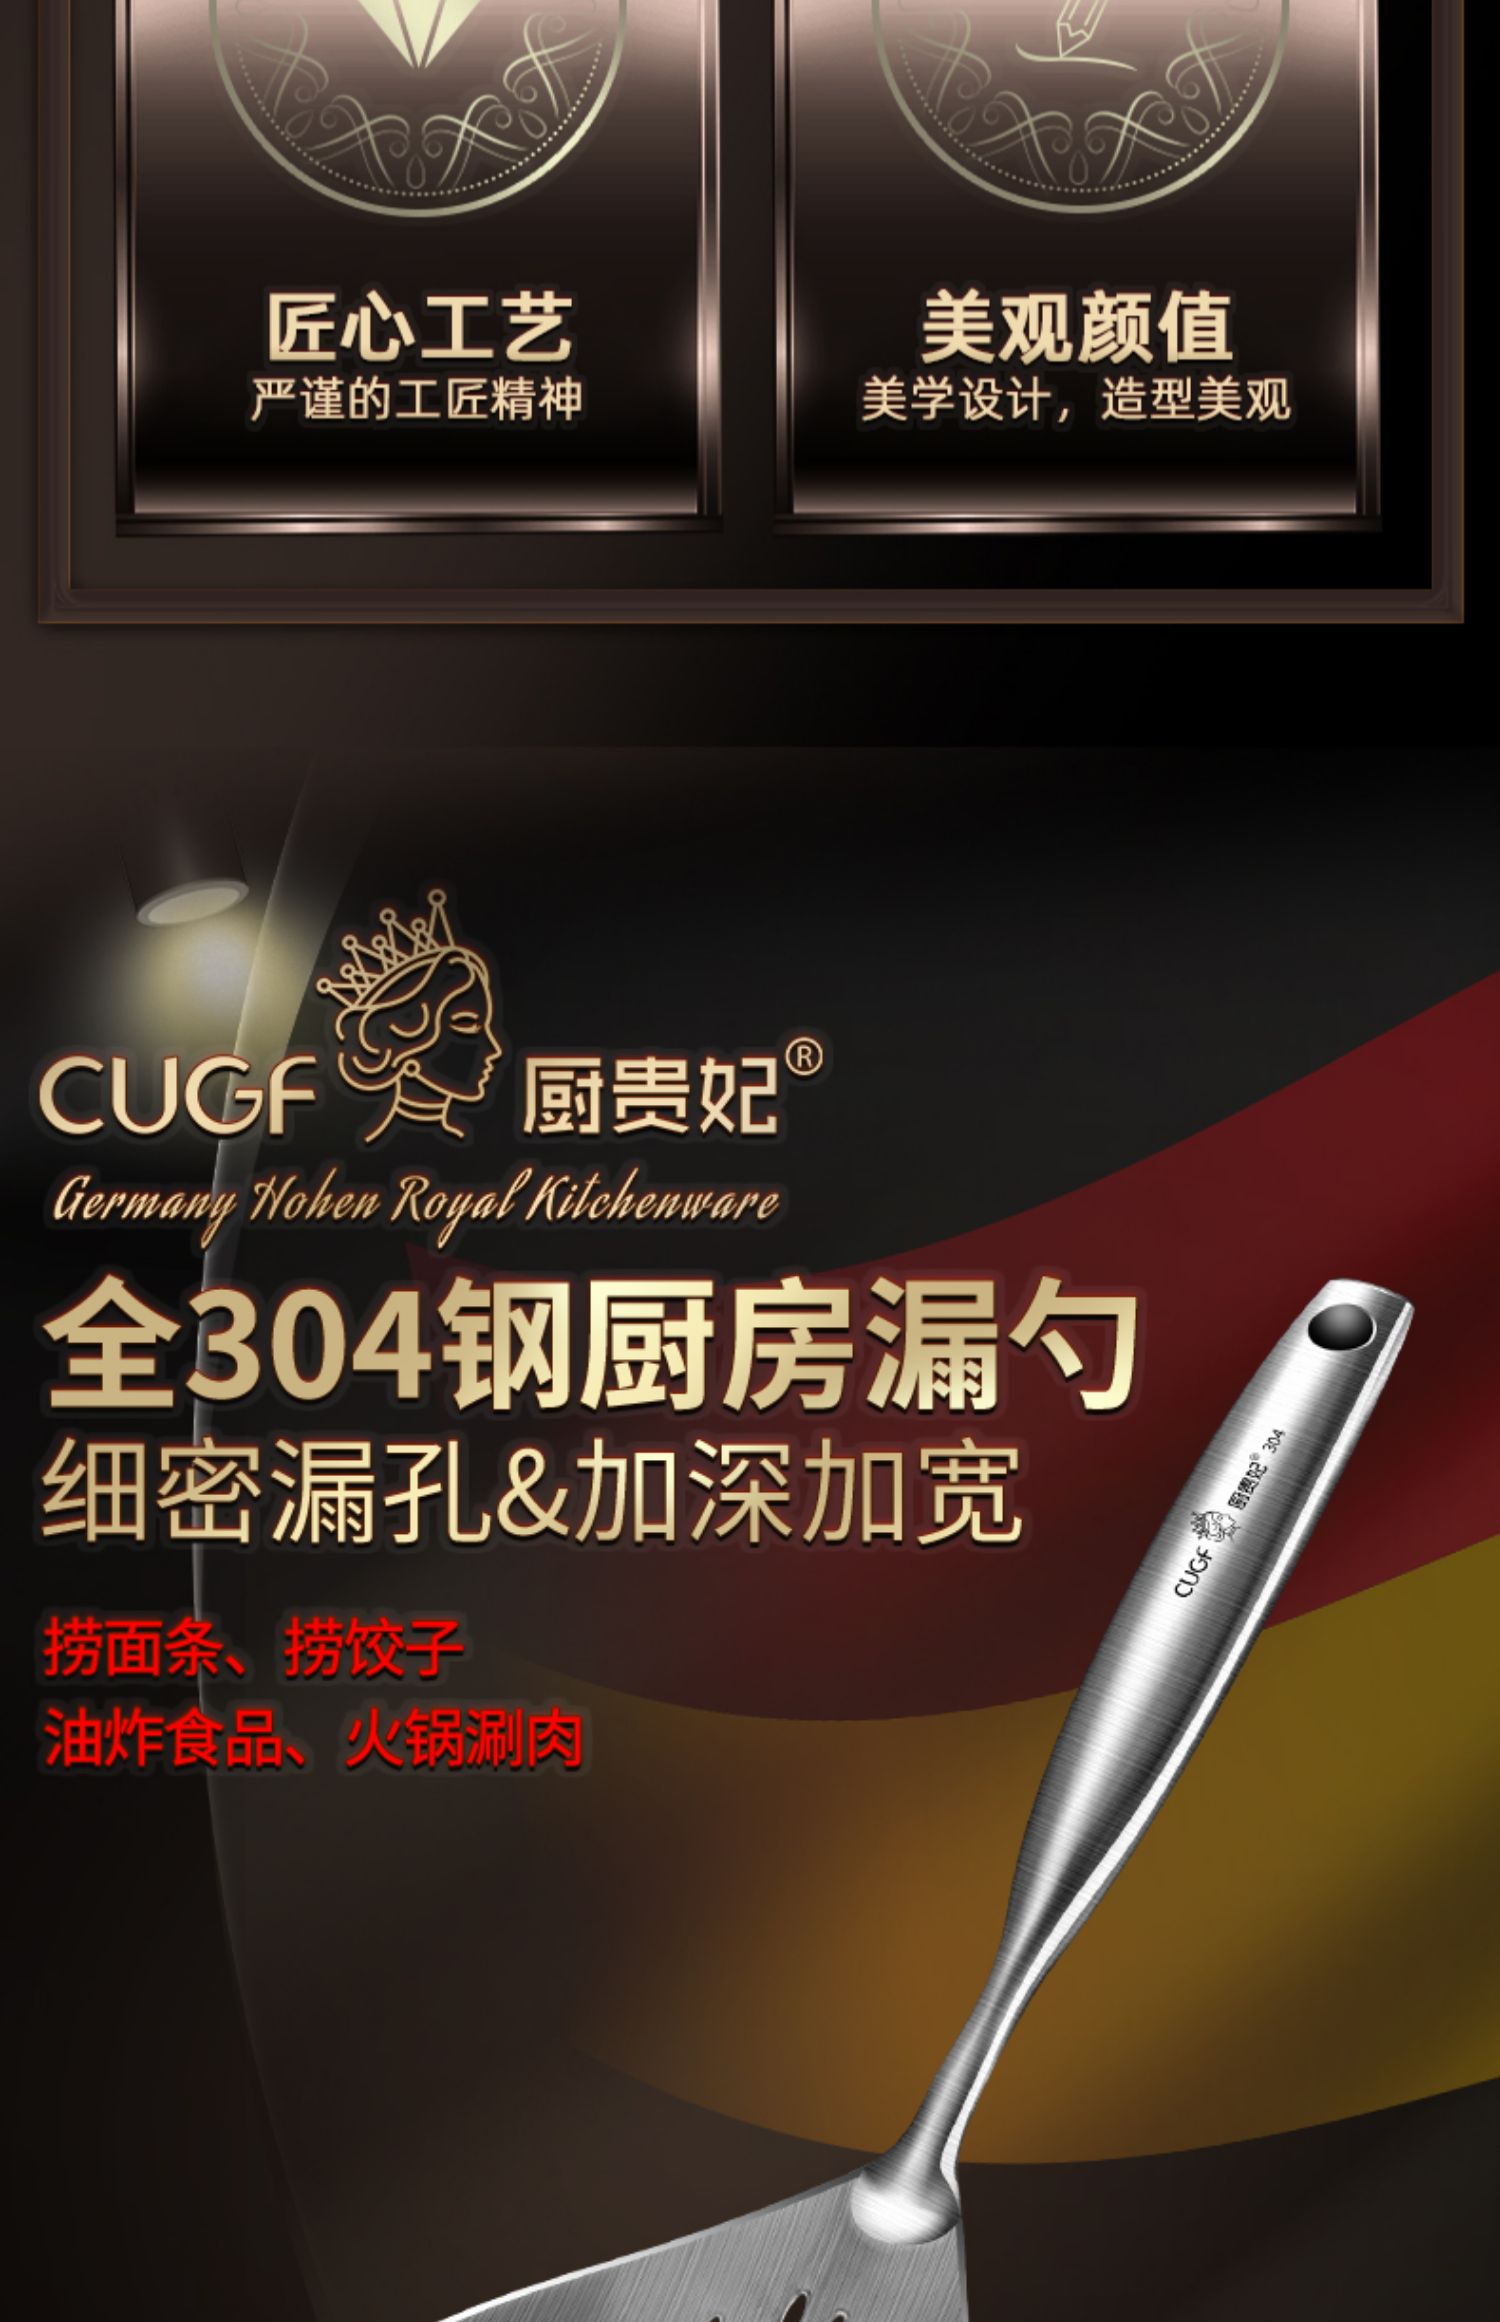 匠心工艺
严谨的工匠精神
美观颜值
美学设计，造型美观
CUGF 厨贵妃®
Germany Hohen Royal Kitchenware
全304钢厨房漏勺
细密漏孔&加深加宽
捞面条、捞饺子
油炸食品、火锅涮肉
CUGF 厨贵妃® 304